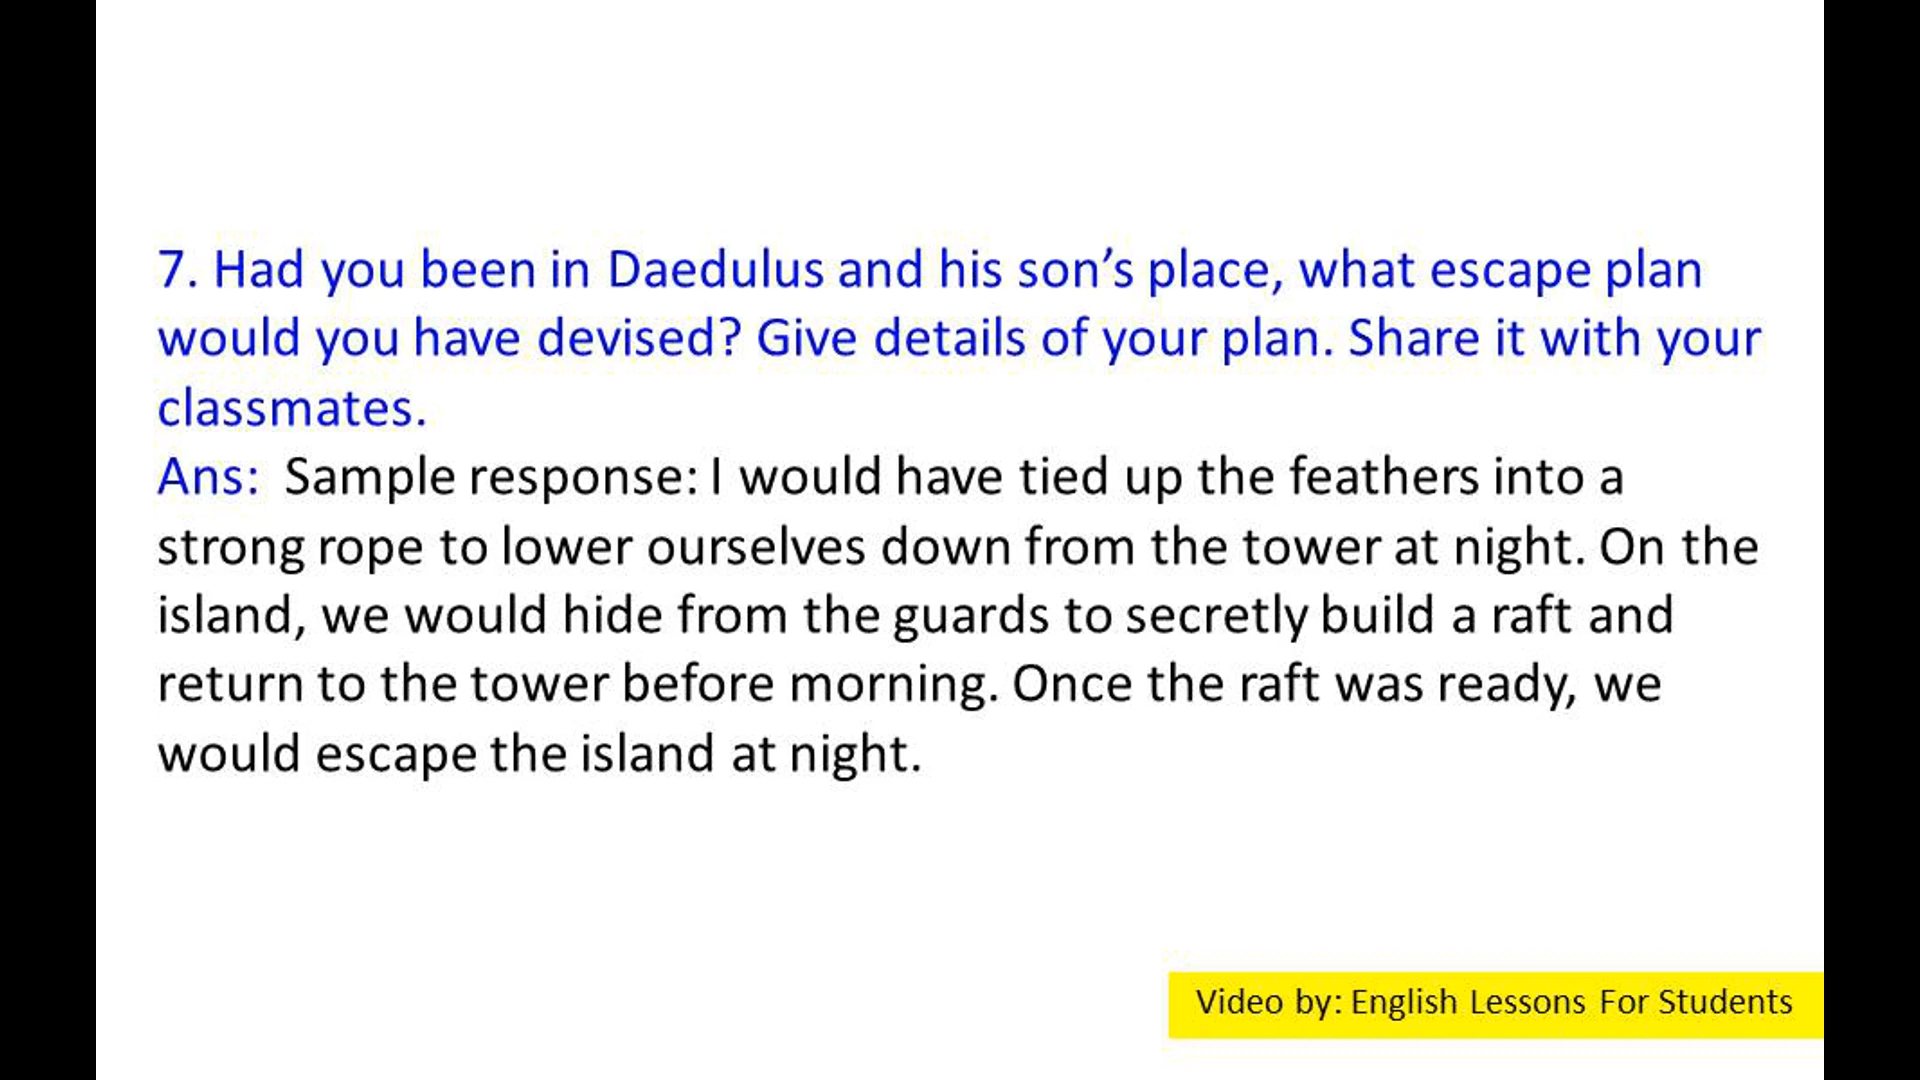 7. Had you been in Daedulus and his son’s place, what escape plan
would you have devised? Give details of your plan. Share it with your
classmates.
Ans: Sample response: I would have tied up the feathers into a
strong rope to lower ourselves down from the tower at night. On the
island, we would hide from the guards to secretly build a raft and
return to the tower before morning. Once the raft was ready, we
would escape the island at night.
Video by: English Lessons For Students